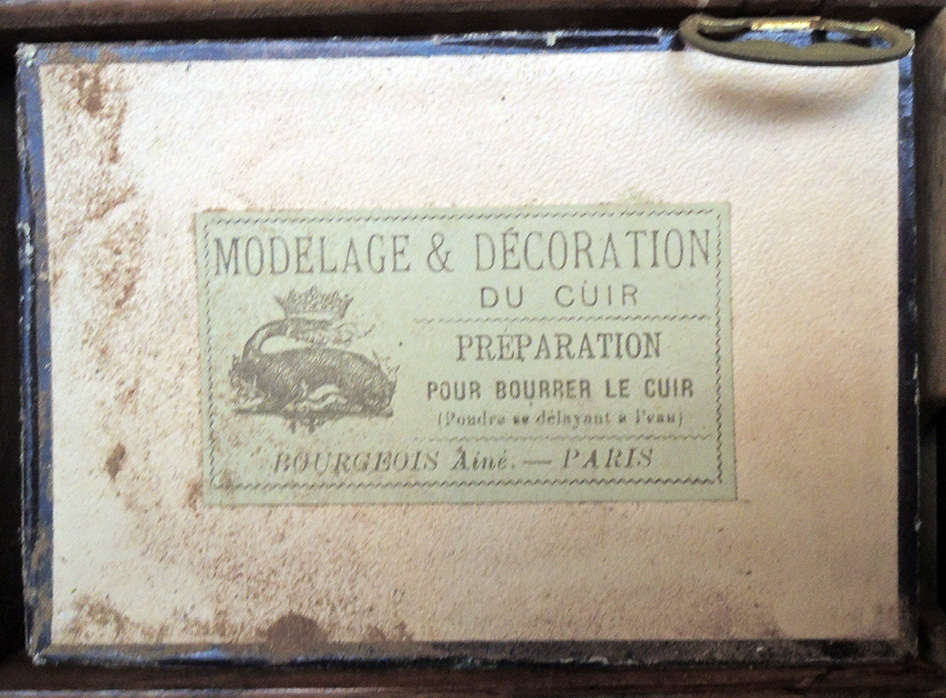 MODELAGE & DÉCORATION
DU CUIR
PRÉPARATION
POUR BOURRER LE CUIR
(Poudre se délayant à l'eau)
BOURGEOIS Aîné. — PARIS